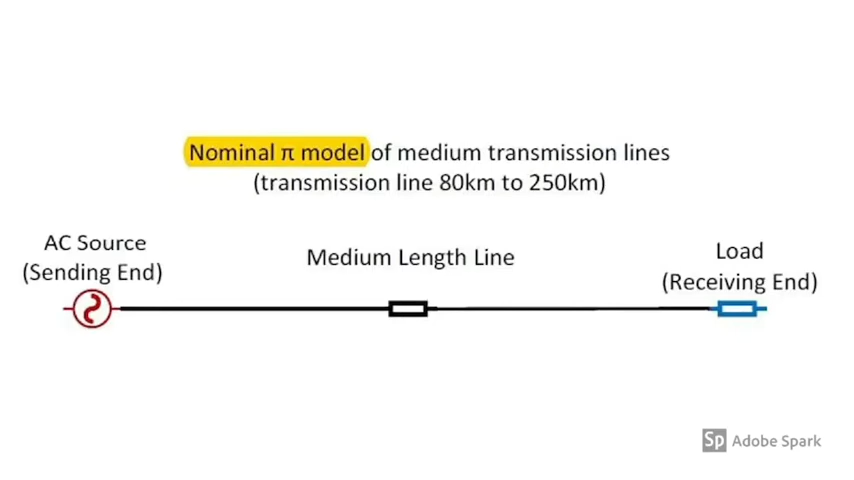 Nominal π model of medium transmission lines
(transmission line 80km to 250km)
AC Source
(Sending End)
Medium Length Line
Load
(Receiving End)
Sp Adobe Spark